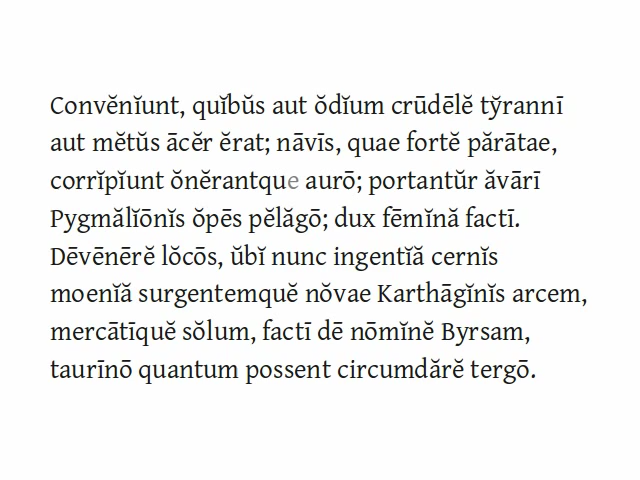 Convĕnĭunt, quĭbŭs aut ŏdĭum crūdēlĕ ty̆rannī
aut mĕtŭs ācĕr ĕrat; nāvīs, quae fortĕ părātae,
corrĭpĭunt ŏnĕrantque aurō; portantŭr ăvārī
Pygmălĭōnĭs ŏpēs pĕlăgō; dux fēmĭnă factī.
Dēvēnērĕ lŏcōs, ŭbĭ nunc ingentĭă cernĭs
moenĭă surgentemquĕ nŏvae Karthāgĭnĭs arcem,
mercātīquĕ sŏlum, factī dē nōmĭnĕ Byrsam,
taurīnō quantum possent circumdărĕ tergō.